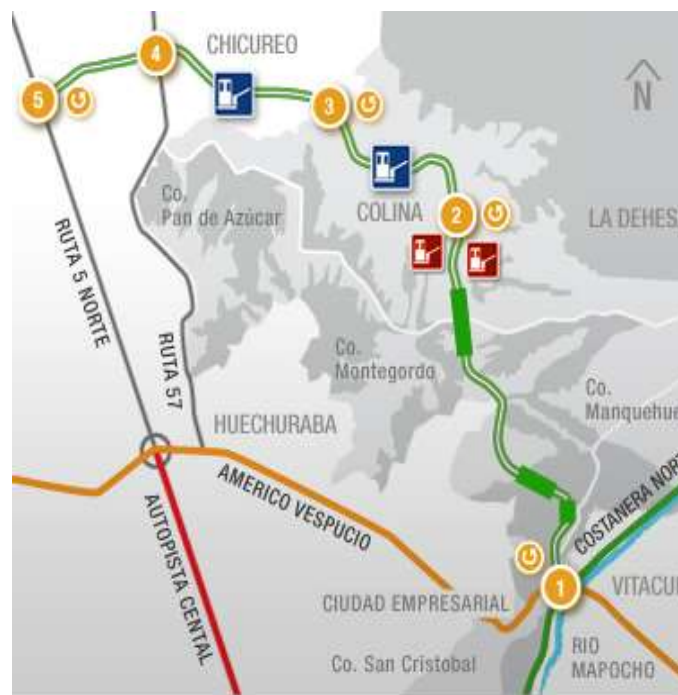 CHICUREO
4
5
3
N
Co.
Pan de Azúcar
COLINA
2
LA DEHES
RUTA 5 NORTE
RUTA 57
Co.
Montegordo
Co.
Manquehue
HUECHURABA
AMERICO VESPUCIO
AUTOPISTA CENTAL
COSTANERA NORT
1
CIUDAD EMPRESARIAL
VITACU
Co. San Cristobal
RIO
MAPOCHO